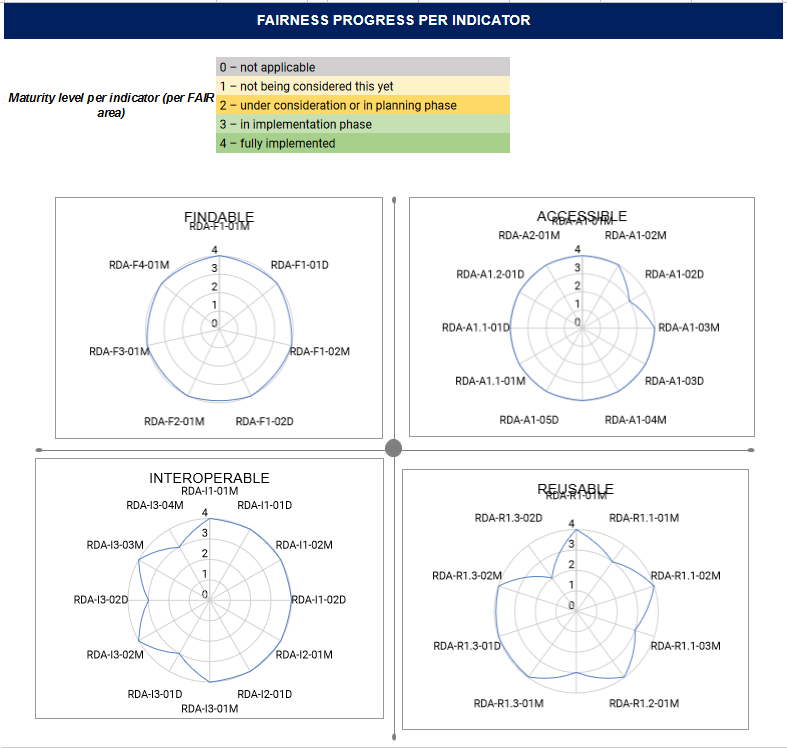 FAIRNESS PROGRESS PER INDICATOR
0 – not applicable
1 – not being considered this yet
Maturity level per indicator (per FAIR
area)
2 – under consideration or in planning phase
3 – in implementation phase
4 – fully implemented
FINDABLE
RDA-F1-01M
RDA-F4-01M
4
RDA-F1-01D
3
2
1
0
RDA-F3-01M
RDA-F1-02M
RDA-F2-01M
RDA-F1-02D
ACCESSIBLE
RDA-A1-01M
RDA-A2-01M
RDA-A1-02M
4
RDA-A1.2-01D
3
RDA-A1-02D
2
1
0
RDA-A1.1-01D
RDA-A1-03M
RDA-A1.1-01M
RDA-A1-03D
RDA-A1-05D
RDA-A1-04M
INTEROPERABLE
RDA-I1-01M
RDA-I3-04M
RDA-I1-01D
4
3
RDA-I3-03M
RDA-I1-02M
2
1
0
RDA-I3-02D
RDA-I1-02D
RDA-I3-02M
RDA-I2-01M
RDA-I3-01D
RDA-I2-01D
RDA-I3-01M
REUSABLE
RDA-R1-01M
RDA-R1.3-02D
RDA-R1.1-01M
4
3
2
RDA-R1.3-02M
RDA-R1.1-02M
1
0
RDA-R1.3-01D
RDA-R1.1-03M
RDA-R1.3-01M
RDA-R1.2-01M